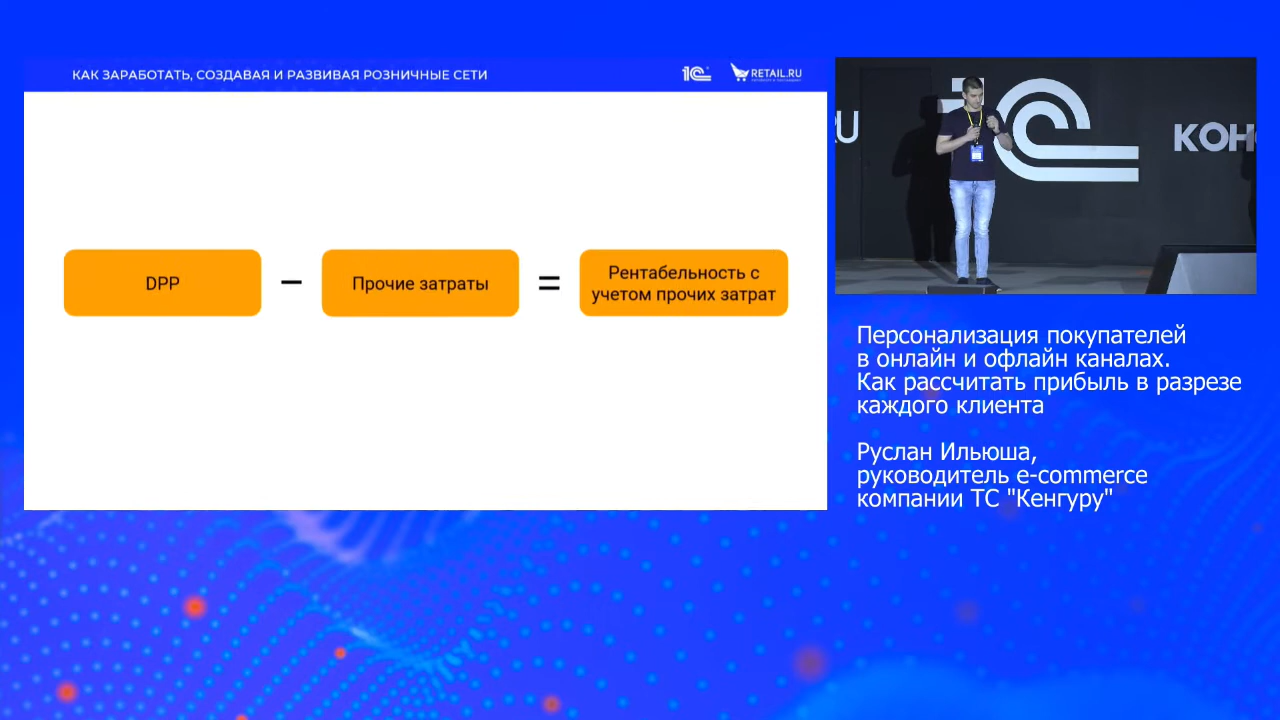 КАК ЗАРАБОТАТЬ, СОЗДАВАЯ И РАЗВИВАЯ РОЗНИЧНЫЕ СЕТИ
1С
RETAIL.RU
DPP
–
Прочие затраты
=
Рентабельность с
учетом прочих затрат
RU
1С
КОН
Персонализация покупателей
в онлайн и офлайн каналах.
Как рассчитать прибыль в разрезе
каждого клиента
Руслан Ильюша,
руководитель e-commerce
компании ТС "Кенгуру"